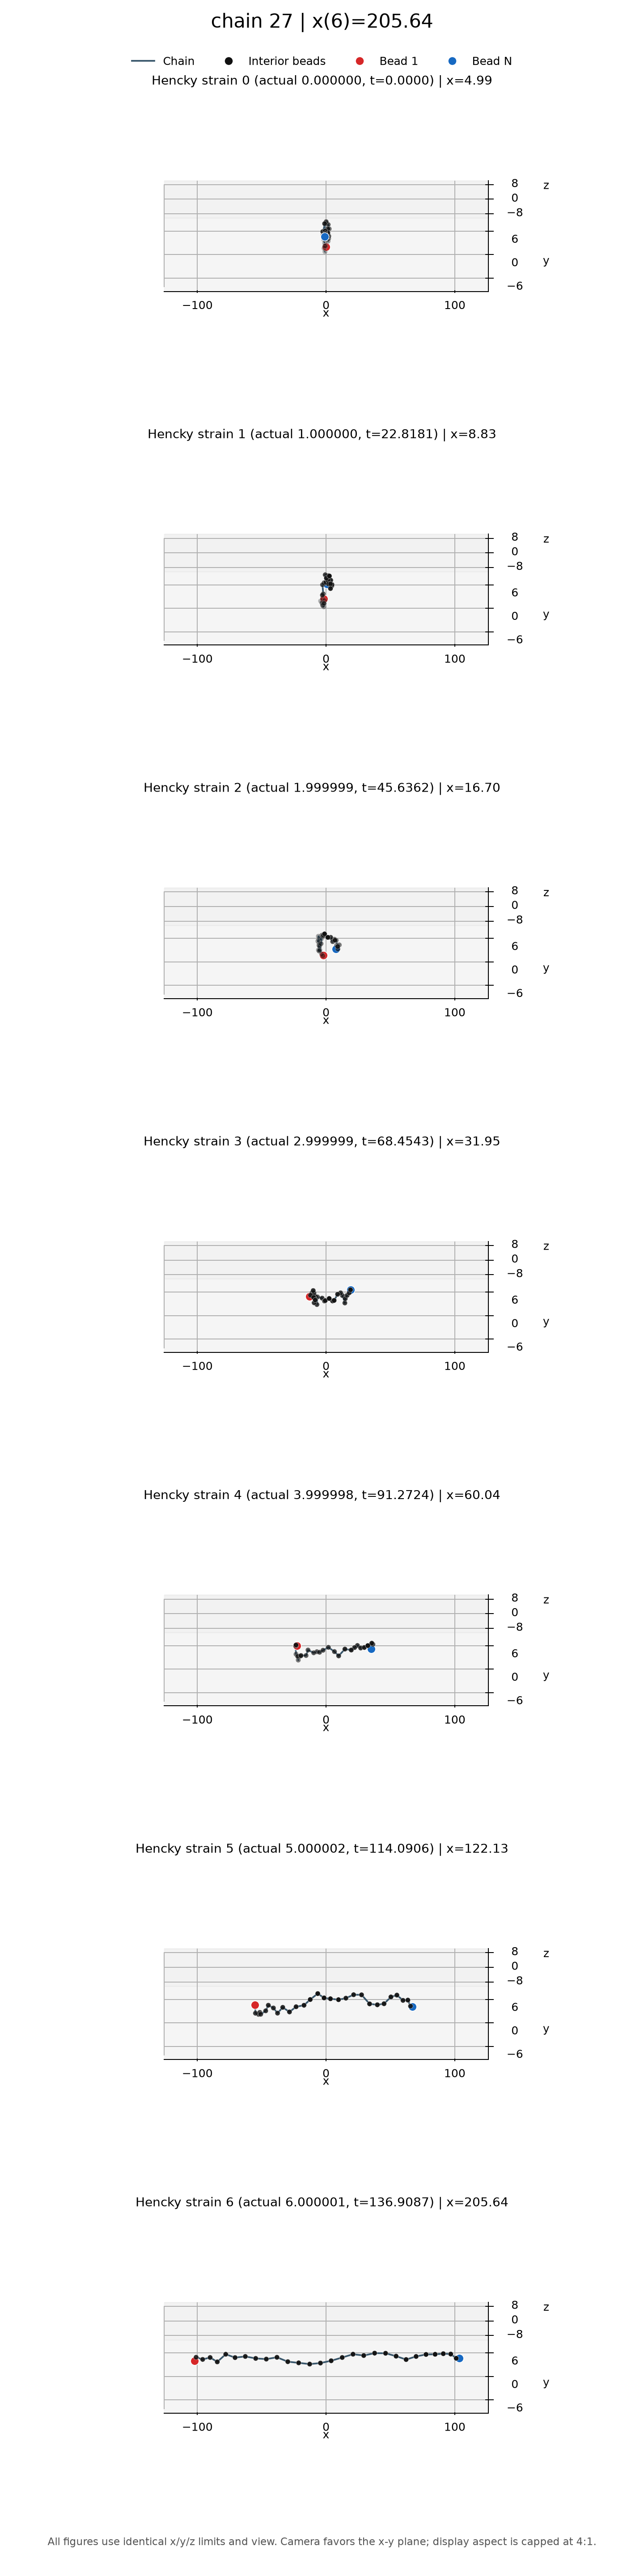 chain 27 | x(6)=205.64
Chain Interior beads Bead 1 Bead N
Hencky strain 0 (actual 0.000000, t=0.0000) | x=4.99
8 z
0
−8
6
0 y
−6
−100 0 100
x
Hencky strain 1 (actual 1.000000, t=22.8181) | x=8.83
8 z
0
−8
6
0 y
−6
−100 0 100
x
Hencky strain 2 (actual 1.999999, t=45.6362) | x=16.70
8 z
0
−8
6
0 y
−6
−100 0 100
x
Hencky strain 3 (actual 2.999999, t=68.4543) | x=31.95
8 z
0
−8
6
0 y
−6
−100 0 100
x
Hencky strain 4 (actual 3.999998, t=91.2724) | x=60.04
8 z
0
−8
6
0 y
−6
−100 0 100
x
Hencky strain 5 (actual 5.000002, t=114.0906) | x=122.13
8 z
0
−8
6
0 y
−6
−100 0 100
x
Hencky strain 6 (actual 6.000001, t=136.9087) | x=205.64
8 z
0
−8
6
0 y
−6
−100 0 100
x
All figures use identical x/y/z limits and view. Camera favors the x-y plane; display aspect is capped at 4:1.